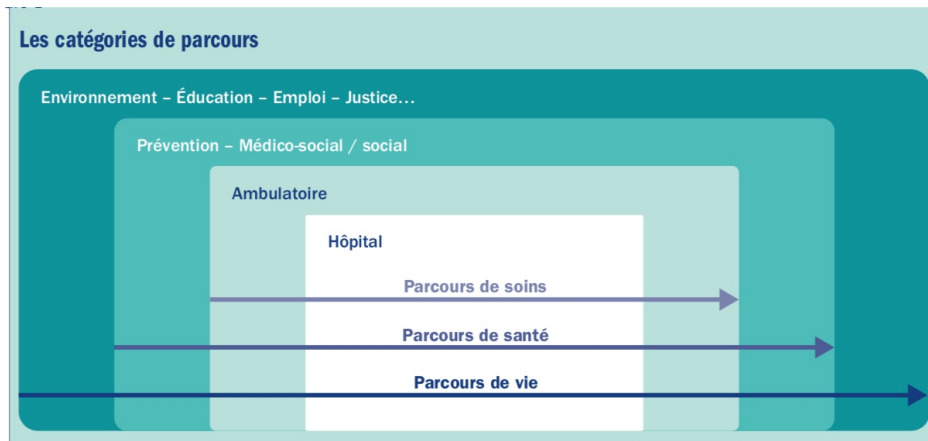 Les catégories de parcours
Environnement – Éducation – Emploi – Justice…
Prévention – Médico-social / social
Ambulatoire
Hôpital
Parcours de soins
Parcours de santé
Parcours de vie